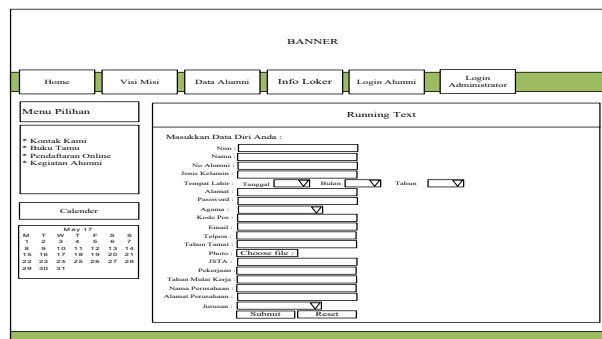 BANNER
Home
Visi Misi
Data Alumni
Info Loker
Login Alumni
Login
Administrator
Menu Pilihan
* Kontak Kami
* Buku Tamu
* Pendaftaran Online
* Kegiatan Alumni
Calender
May 17
M T W T F S S
1 2 3 4 5 6 7
8 9 10 11 12 13 14
15 16 17 18 19 20 21
22 23 24 25 26 27 28
29 30 31
Running Text
Masukkan Data Diri Anda :
Nim :
Nama :
No Alumni :
Jenis Kelamin :
Tempat Lahir : Tanggal Bulan Tahun
Alamat :
Password :
Agama :
Kode Pos :
Email :
Telpon :
Tahun Tamat :
Photo : Choose file :
JSTA :
Pekerjaan :
Tahun Mulai Kerja :
Nama Perusahaan :
Alamat Perusahaan :
Jurusan :
Submit Reset